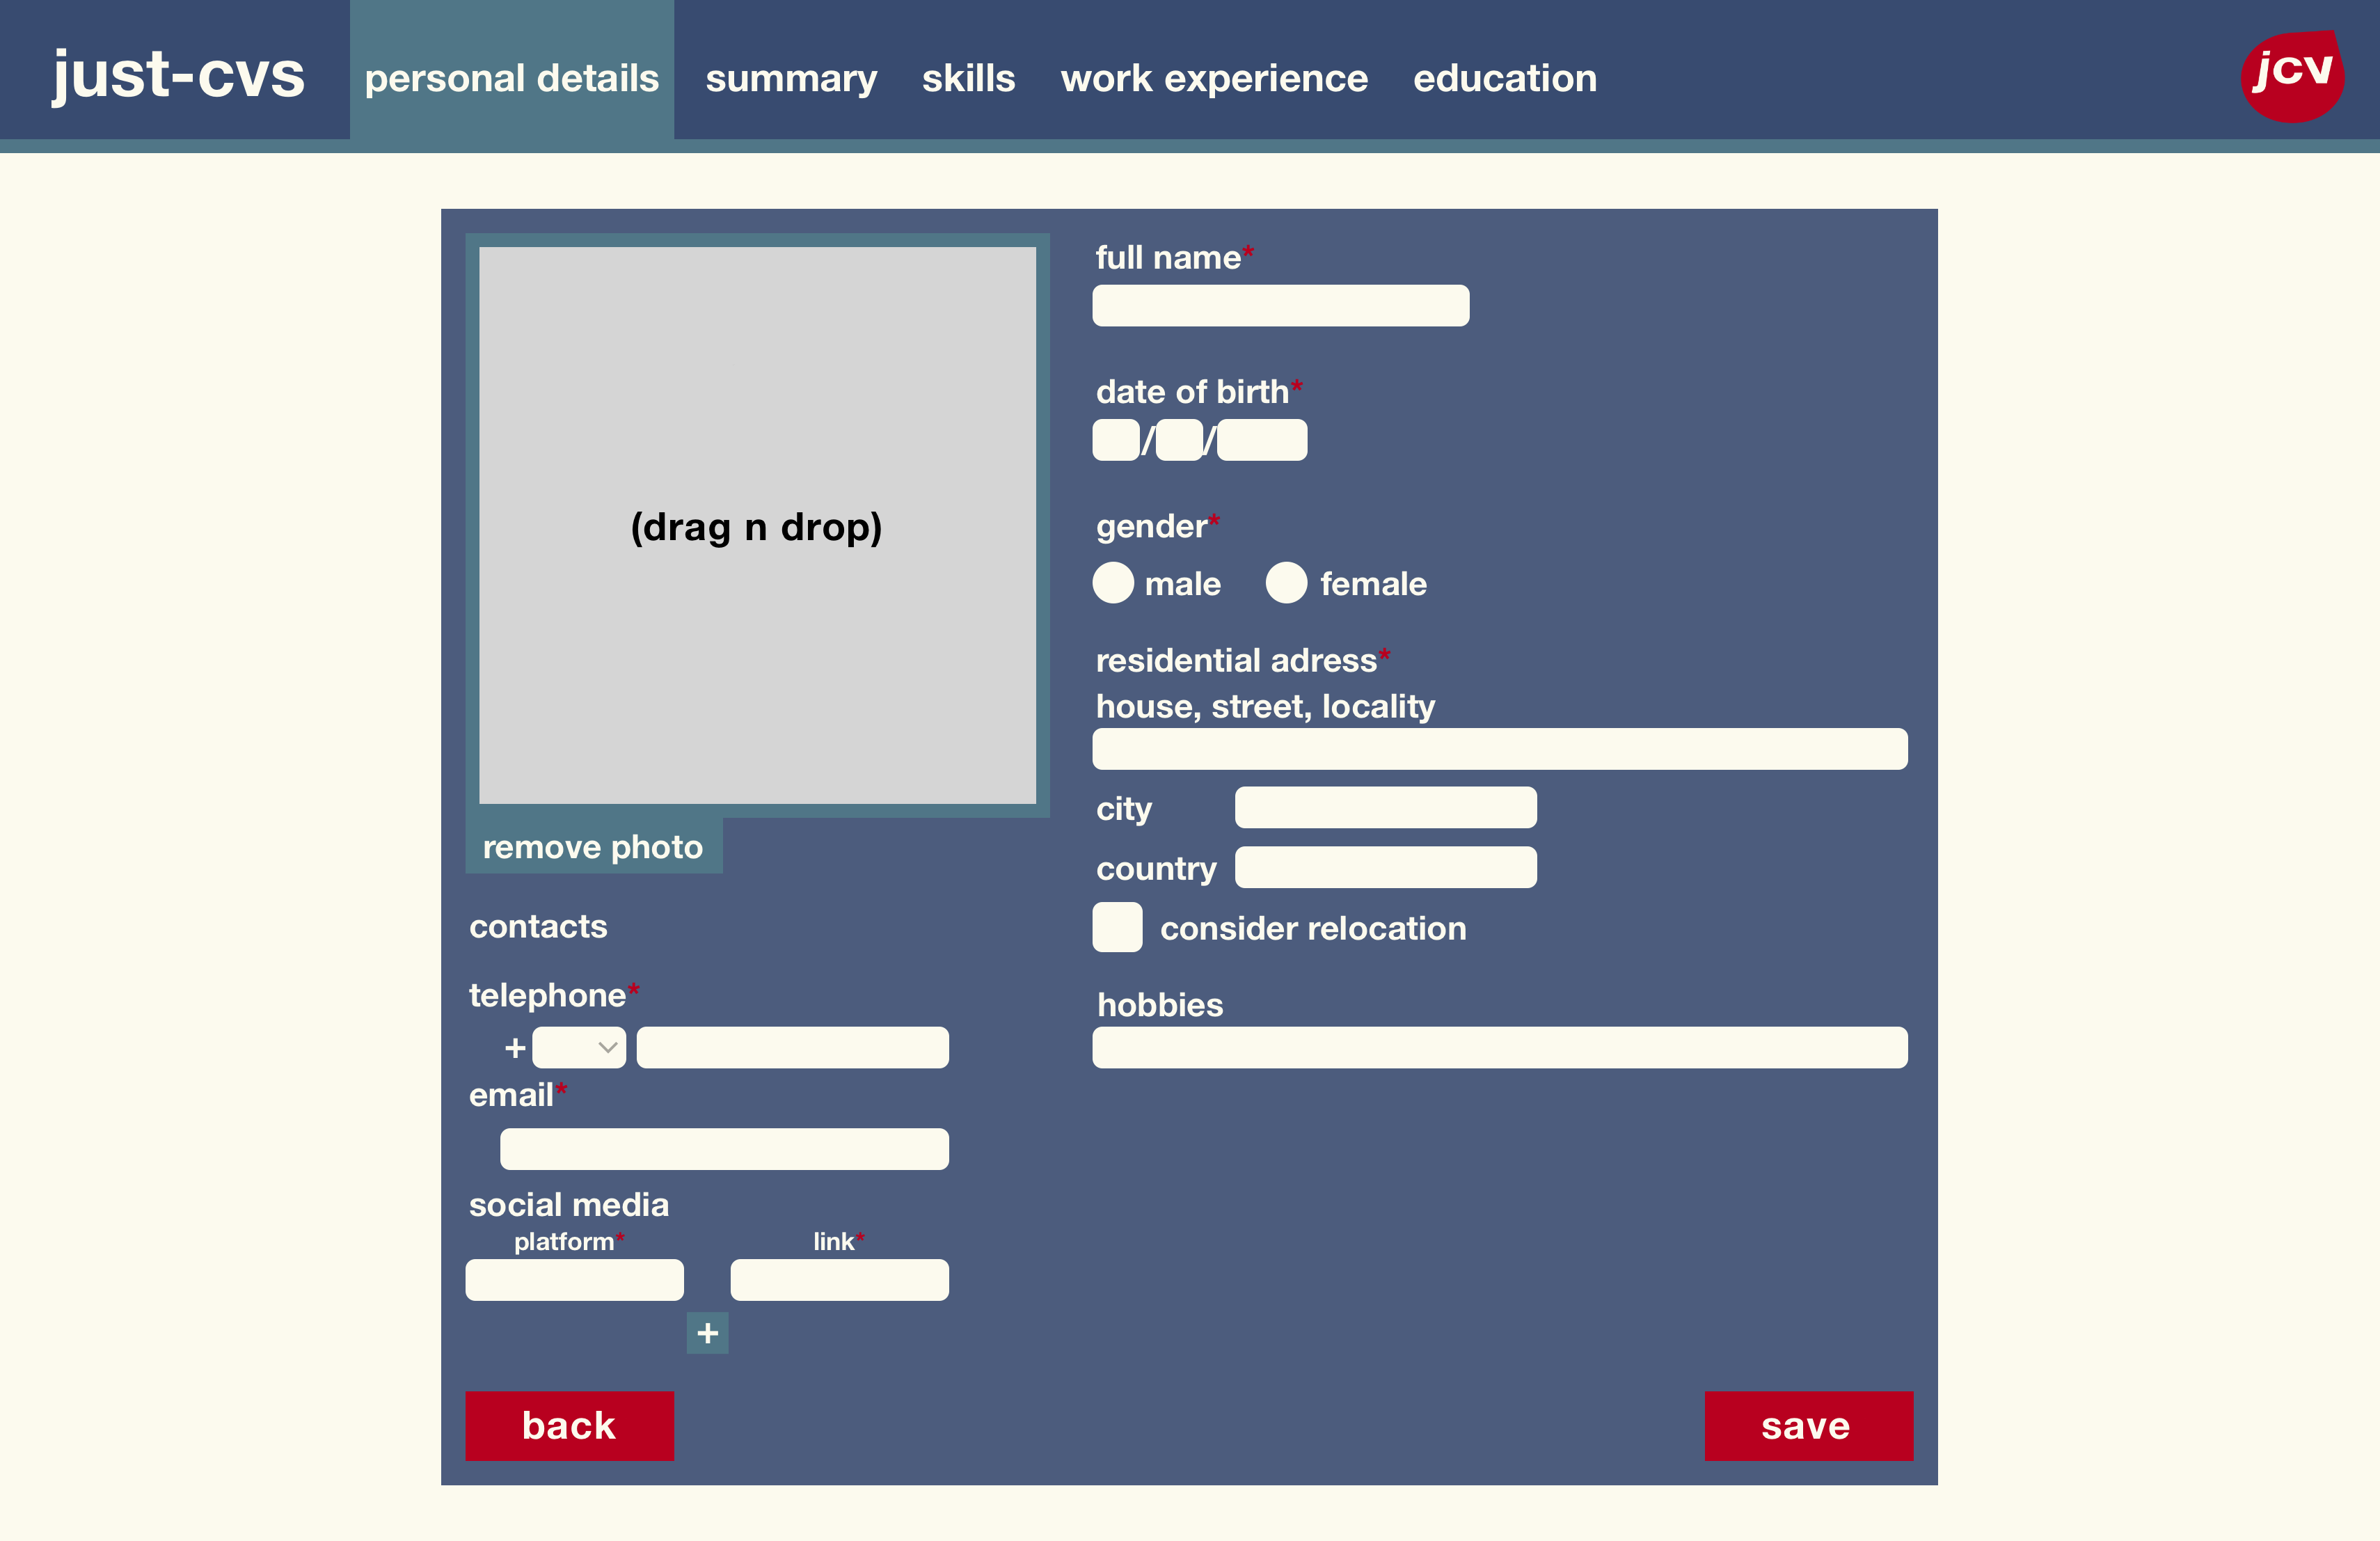 just-cvs personal details summary skills work experience education jcv
(drag n drop)
remove photo
contacts
telephone*
+
email*
social media
platform* link*
+
back
full name*
date of birth*
/ /
gender*
male female
residential adress*
house, street, locality
city
country
consider relocation
hobbies
save